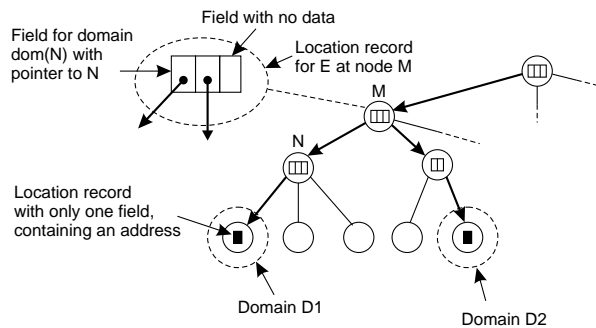 Field with no data
Field for domain
dom(N) with
pointer to N
Location record
for E at node M
M
N
Location record
with only one field,
containing an address
Domain D1
Domain D2